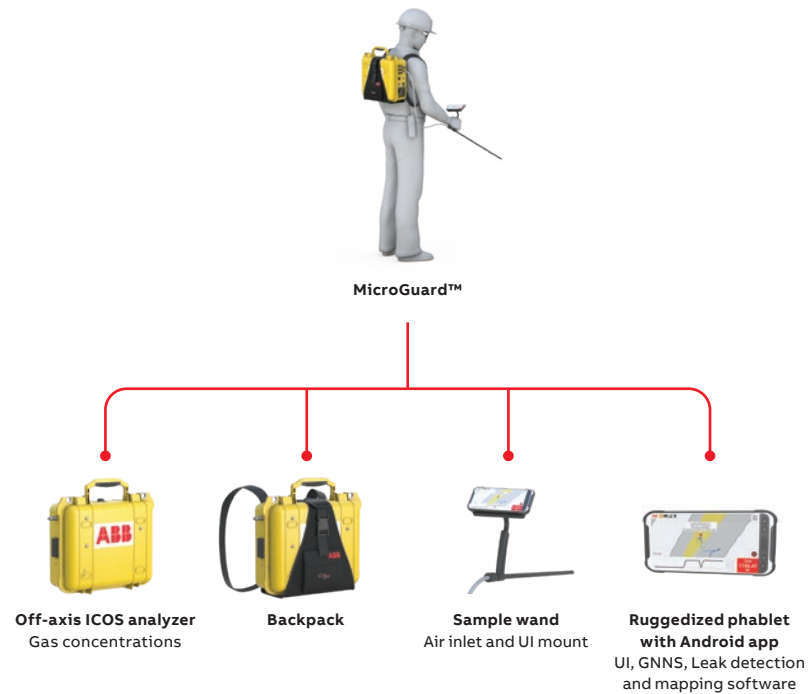 MicroGuard™
ABB
ABB
Off-axis ICOS analyzer
Gas concentrations
Backpack
Sample wand
Air inlet and UI mount
Ruggedized phablet
with Android app
UI, GNNS, Leak detection
and mapping software